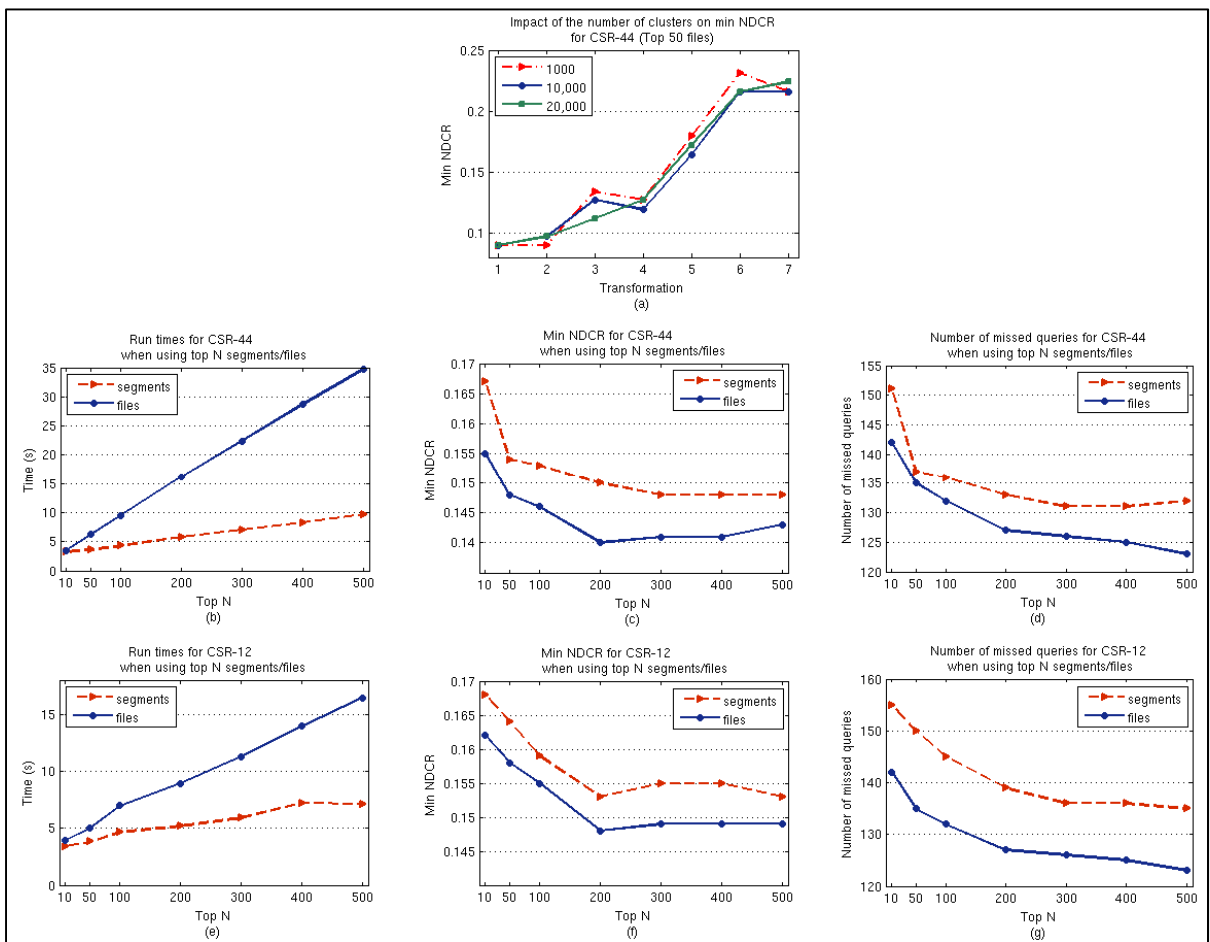 Impact of the number of clusters on min NDCR
for CSR-44 (Top 50 files)
0.25
0.2
0.15
0.1
Min NDCR
1000
10,000
20,000
1 2 3 4 5 6 7
Transformation
(a)
Run times for CSR-44
when using top N segments/files
35
30
25
20
15
10
5
0
Time (s)
segments
files
10 50 100 200 300 400 500
Top N
(b)
Min NDCR for CSR-44
when using top N segments/files
0.17
0.165
0.16
0.155
0.15
0.145
0.14
Min NDCR
segments
files
10 50 100 200 300 400 500
Top N
(c)
Number of missed queries for CSR-44
when using top N segments/files
155
150
145
140
135
130
125
120
Number of missed queries
segments
files
10 50 100 200 300 400 500
Top N
(d)
Run times for CSR-12
when using top N segments/files
15
10
5
0
Time (s)
segments
files
10 50 100 200 300 400 500
Top N
(e)
Min NDCR for CSR-12
when using top N segments/files
0.17
0.165
0.16
0.155
0.15
0.145
Min NDCR
segments
files
10 50 100 200 300 400 500
Top N
(f)
Number of missed queries for CSR-12
when using top N segments/files
160
150
140
130
120
Number of missed queries
segments
files
10 50 100 200 300 400 500
Top N
(g)